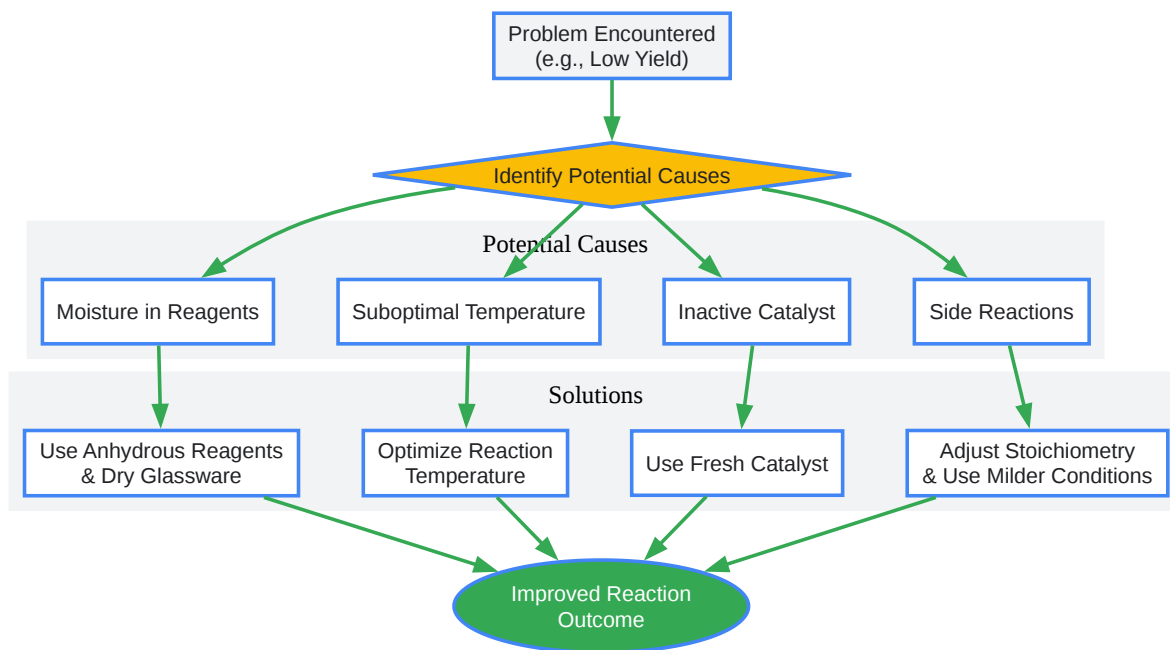 Problem Encountered
(e.g., Low Yield)
Identify Potential Causes
Potential Causes
Moisture in Reagents
Suboptimal Temperature
Inactive Catalyst
Side Reactions
Solutions
Use Anhydrous Reagents
& Dry Glassware
Optimize Reaction
Temperature
Use Fresh Catalyst
Adjust Stoichiometry
& Use Milder Conditions
Improved Reaction
Outcome